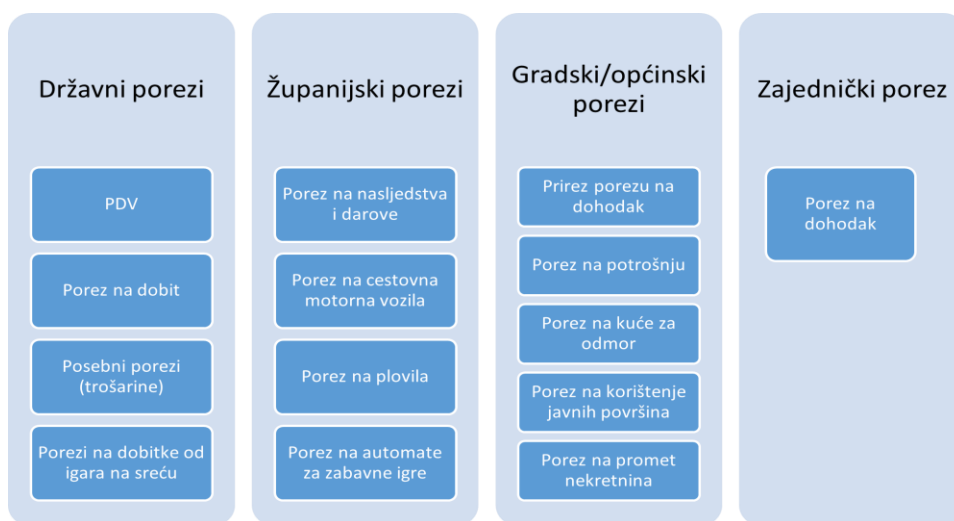 Državni porezi
PDV
Porez na dobit
Posebni porezi
(trošarine)
Porezi na dobitke od
igara na sreću
Županijski porezi
Porez na nasljedstva
i darove
Porez na cestovna
motorna vozila
Porez na plovila
Porez na automate
za zabavne igre
Gradski/općinski
porezi
Prirez porezu na
dohodak
Porez na potrošnju
Porez na kuće za
odmor
Porez na korištenje
javnih površina
Porez na promet
nekretnina
Zajednički porez
Porez na
dohodak